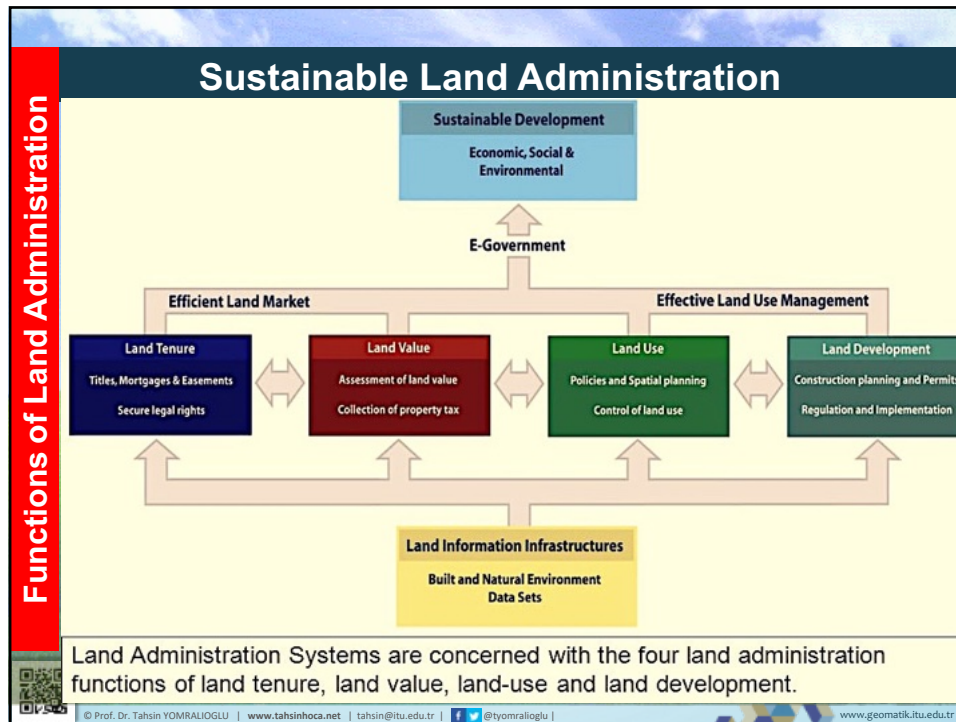 Functions of Land Administration
Sustainable Land Administration
Sustainable Development
Economic, Social &
Environmental
E-Government
Efficient Land Market
Effective Land Use Management
Land Tenure
Titles, Mortgages & Easements
Secure legal rights
Land Value
Assessment of land value
Collection of property tax
Land Use
Policies and Spatial planning
Control of land use
Land Development
Construction planning and Permits
Regulation and Implementation
Land Information Infrastructures
Built and Natural Environment
Data Sets
Land Administration Systems are concerned with the four land administration
functions of land tenure, land value, land-use and land development.
© Prof. Dr. Tahsin YOMRALIOGLU | www.tahsinhoca.net | tahsin@itu.edu.tr | @tyomralioglu |
www.geomatik.itu.edu.tr